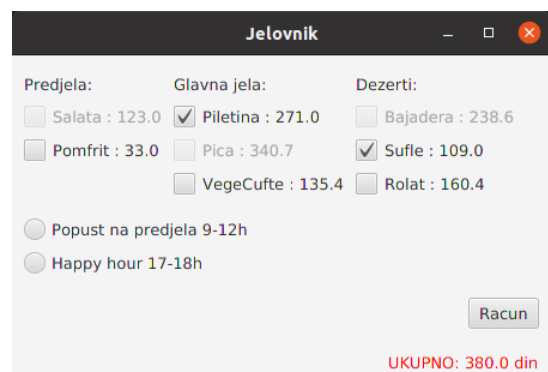 Jelovnik
Predjela: Glavna jela: Dezerti:
Salata : 123.0 Piletina : 271.0 Bajadera : 238.6
Pomfrit : 33.0 Pica : 340.7 Sufle : 109.0
VegeCufte : 135.4 Rolat : 160.4
Popust na predjela 9-12h
Happy hour 17-18h
Racun
UKUPNO: 380.0 din